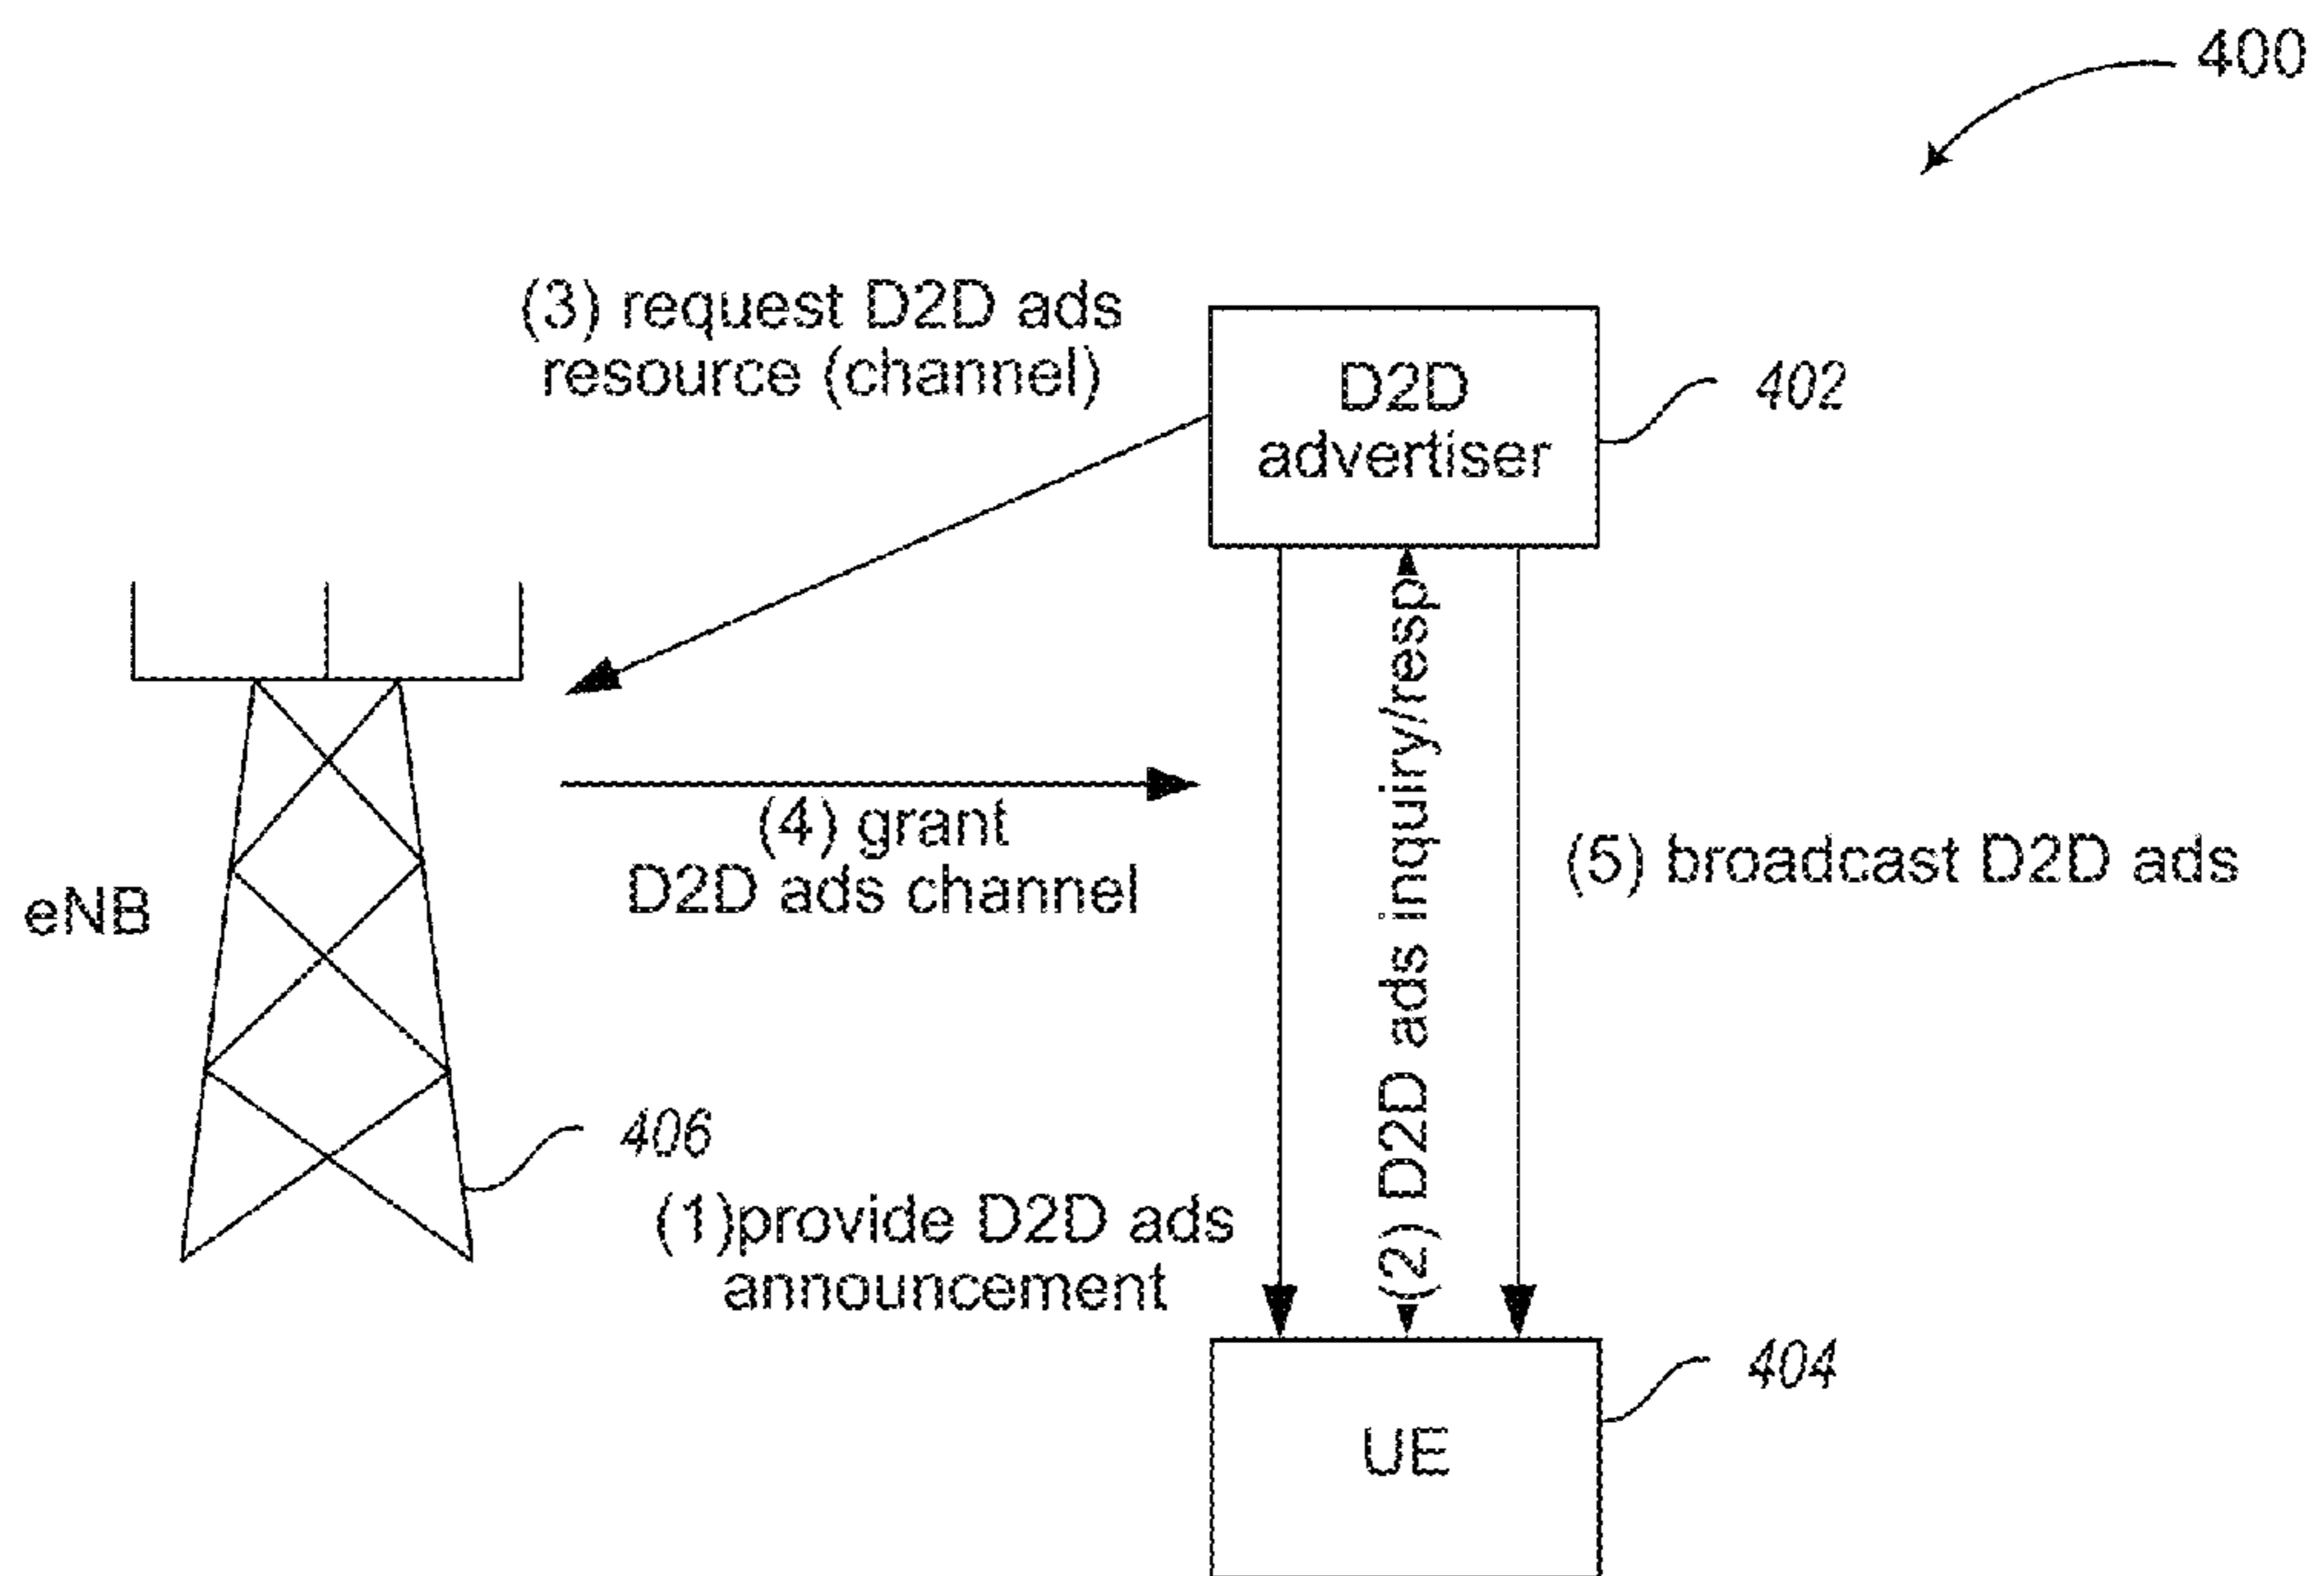 400
(3) request D2D ads
resource (channel)
D2D
advertiser
402
(4) grant
D2D ads channel
(2) D2D ads inquiry/resp
(5) broadcast D2D ads
eNB
406
(1)provide D2D ads
announcement
404
UE